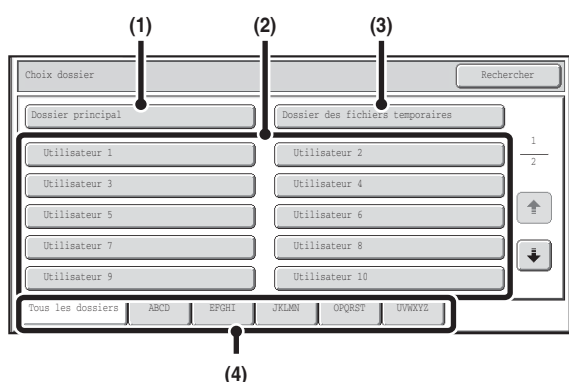 (1) (2) (3)
Choix dossier Rechercher
Dossier principal Dossier des fichiers temporaires
Utilisateur 1 Utilisateur 2
1
2
Utilisateur 3 Utilisateur 4
Utilisateur 5 Utilisateur 6
Utilisateur 7 Utilisateur 8
Utilisateur 9 Utilisateur 10
Tous les dossiers ABCD EFGHI JKLMN OPQRST UVWXYZ
(4)